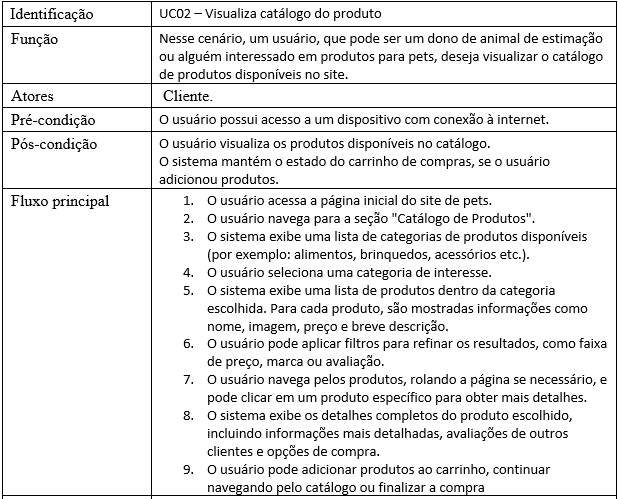 Identificação UC02 – Visualiza catálogo do produto
Função Nesse cenário, um usuário, que pode ser um dono de animal de estimação
ou alguém interessado em produtos para pets, deseja visualizar o catálogo
de produtos disponíveis no site.
Atores Cliente.
Pré-condição O usuário possui acesso a um dispositivo com conexão à internet.
Pós-condição O usuário visualiza os produtos disponíveis no catálogo.
O sistema mantém o estado do carrinho de compras, se o usuário
adicionou produtos.
Fluxo principal 1. O usuário acessa a página inicial do site de pets.
2. O usuário navega para a seção "Catálogo de Produtos".
3. O sistema exibe uma lista de categorias de produtos disponíveis
(por exemplo: alimentos, brinquedos, acessórios etc.).
4. O usuário seleciona uma categoria de interesse.
5. O sistema exibe uma lista de produtos dentro da categoria
escolhida. Para cada produto, são mostradas informações como
nome, imagem, preço e breve descrição.
6. O usuário pode aplicar filtros para refinar os resultados, como faixa
de preço, marca ou avaliação.
7. O usuário navega pelos produtos, rolando a página se necessário, e
pode clicar em um produto específico para obter mais detalhes.
8. O sistema exibe os detalhes completos do produto escolhido,
incluindo informações mais detalhadas, avaliações de outros
clientes e opções de compra.
9. O usuário pode adicionar produtos ao carrinho, continuar
navegando pelo catálogo ou finalizar a compra